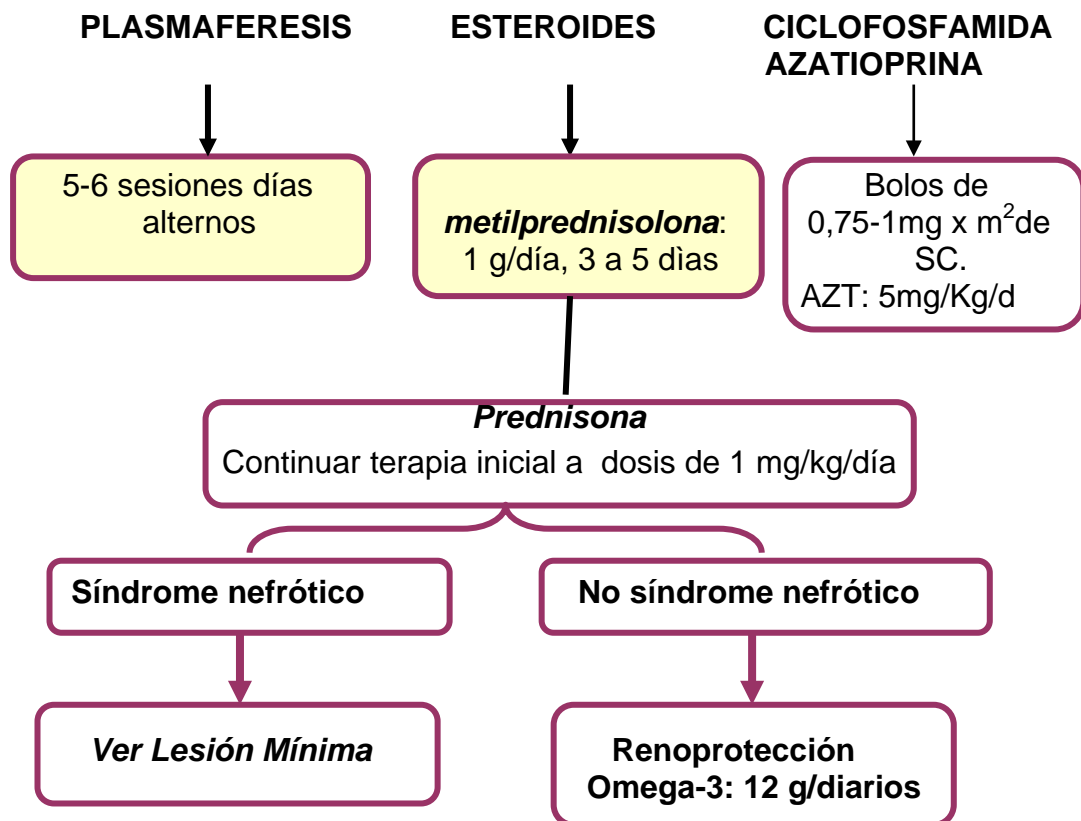 PLASMAFERESIS
ESTEROIDES
CICLOFOSFAMIDA
AZATIOPRINA
5-6 sesiones días
alternos
metilprednisolona:
1 g/día, 3 a 5 dìas
Bolos de
0,75-1mg x m²de
SC.
AZT: 5mg/Kg/d
Prednisona
Continuar terapia inicial a dosis de 1 mg/kg/día
Síndrome nefrótico
No síndrome nefrótico
Ver Lesión Mínima
Renoprotección
Omega-3: 12 g/diarios